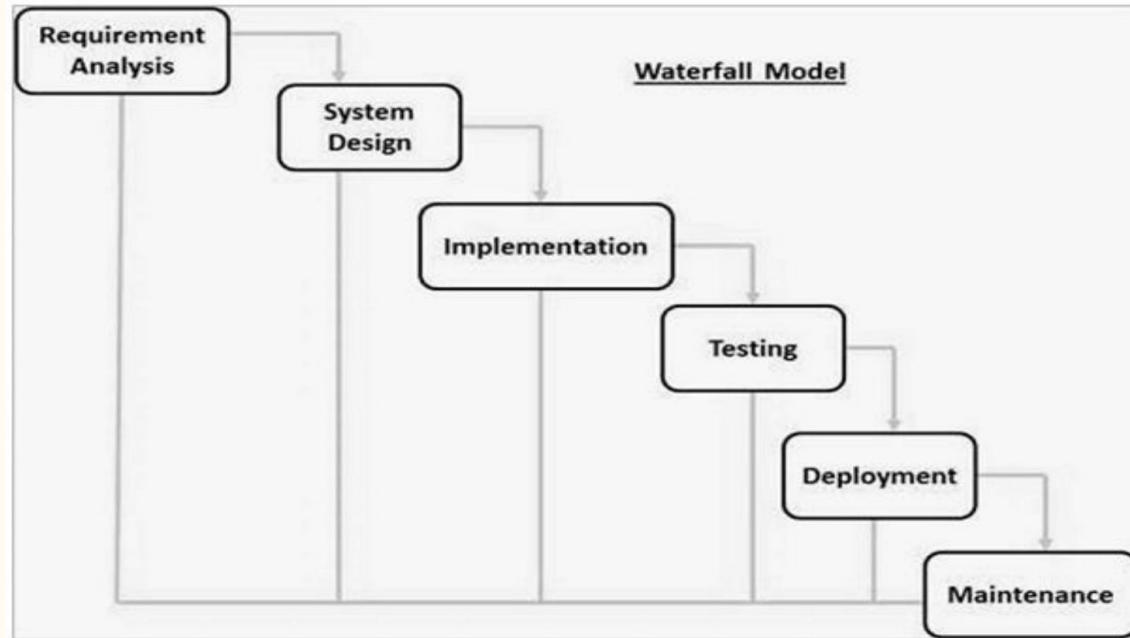 Requirement
Analysis
Waterfall Model
System
Design
Implementation
Testing
Deployment
Maintenance